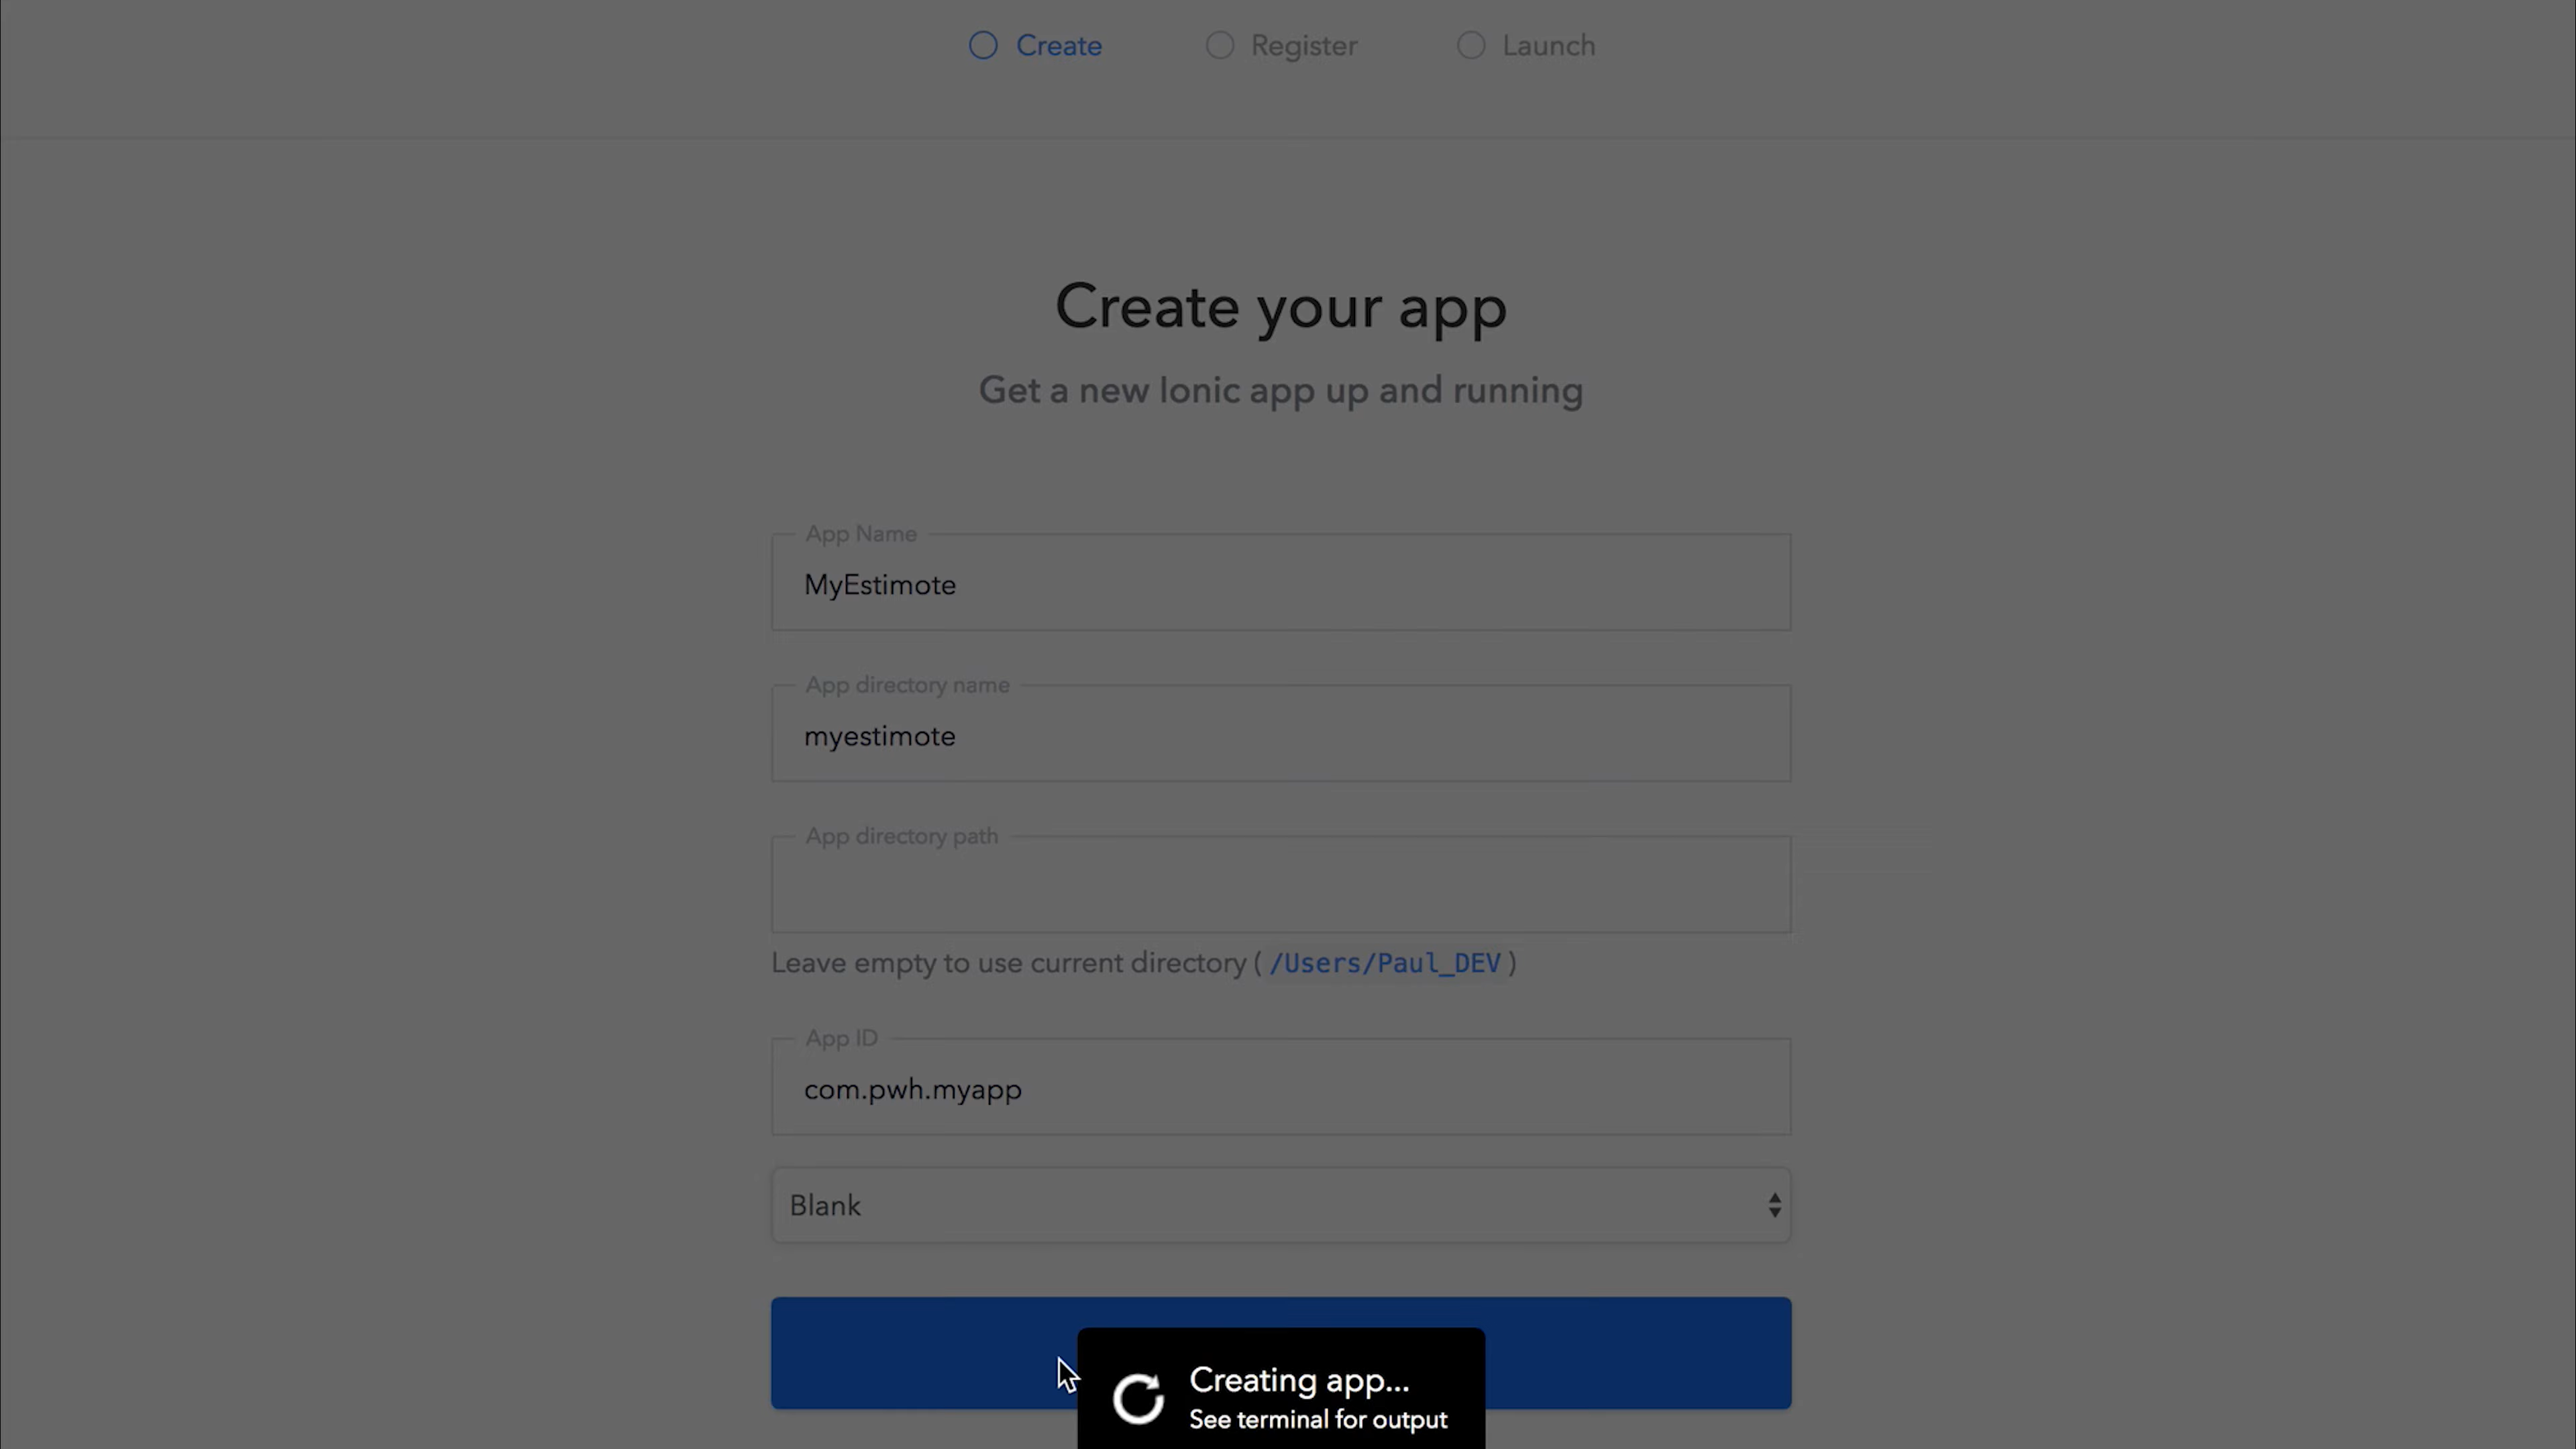 Create Register Launch
Create your app
Get a new Ionic app up and running
App Name
MyEstimote
App directory name
myestimote
App directory path
Leave empty to use current directory ( /Users/Paul_DEV )
App ID
com.pwh.myapp
Blank
Creating app...
See terminal for output